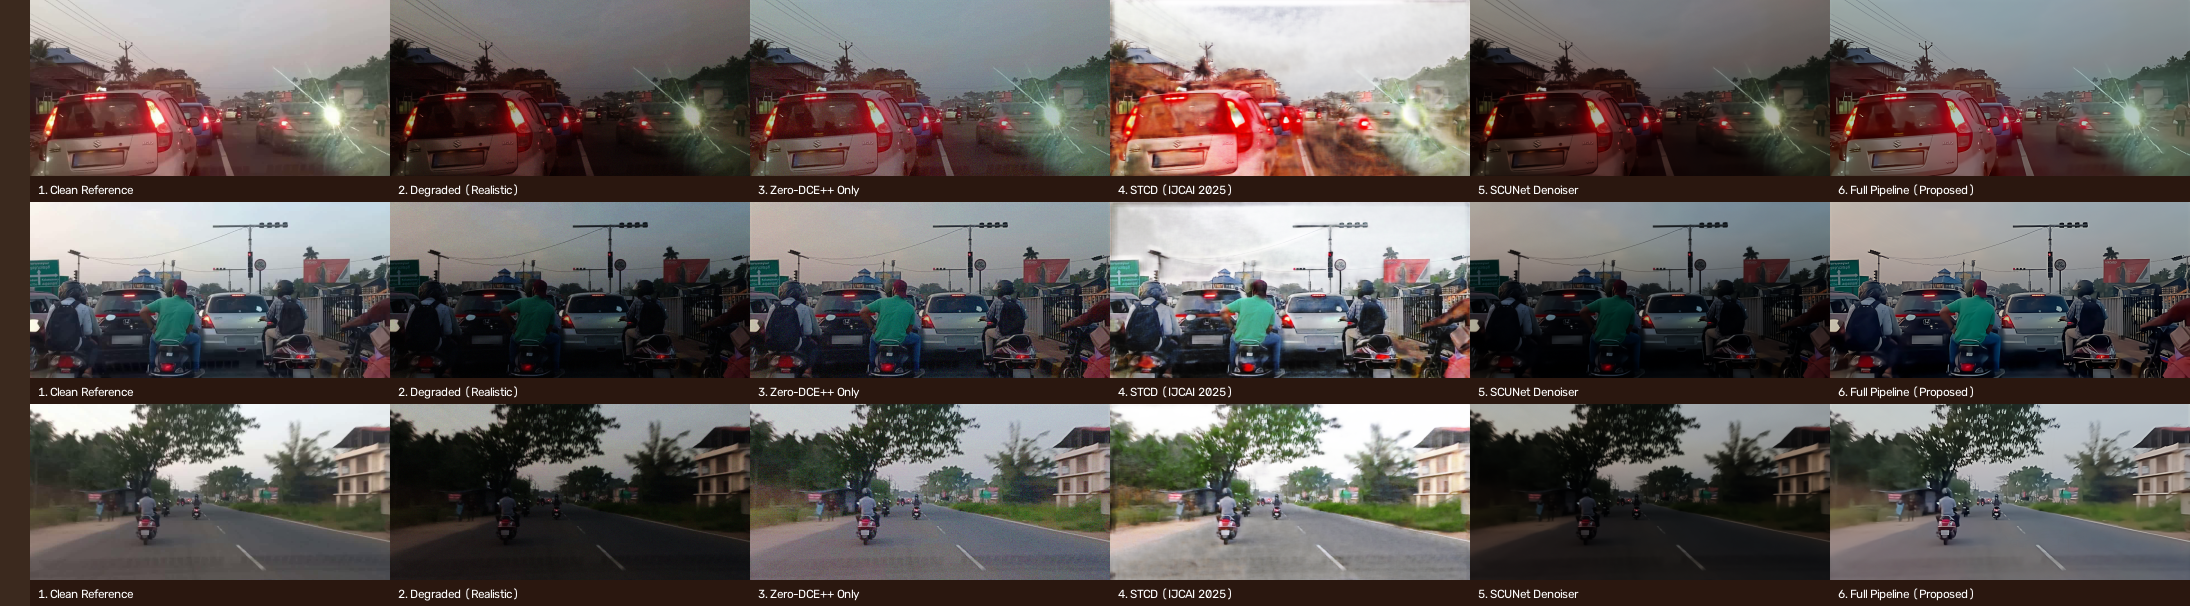 1. Clean Reference
2. Degraded (Realistic)
3. Zero-DCE++ Only
4. STCD (IJCAI 2025)
5. SCUNet Denoiser
6. Full Pipeline (Proposed)
1. Clean Reference
2. Degraded (Realistic)
3. Zero-DCE++ Only
4. STCD (IJCAI 2025)
5. SCUNet Denoiser
6. Full Pipeline (Proposed)
1. Clean Reference
2. Degraded (Realistic)
3. Zero-DCE++ Only
4. STCD (IJCAI 2025)
5. SCUNet Denoiser
6. Full Pipeline (Proposed)